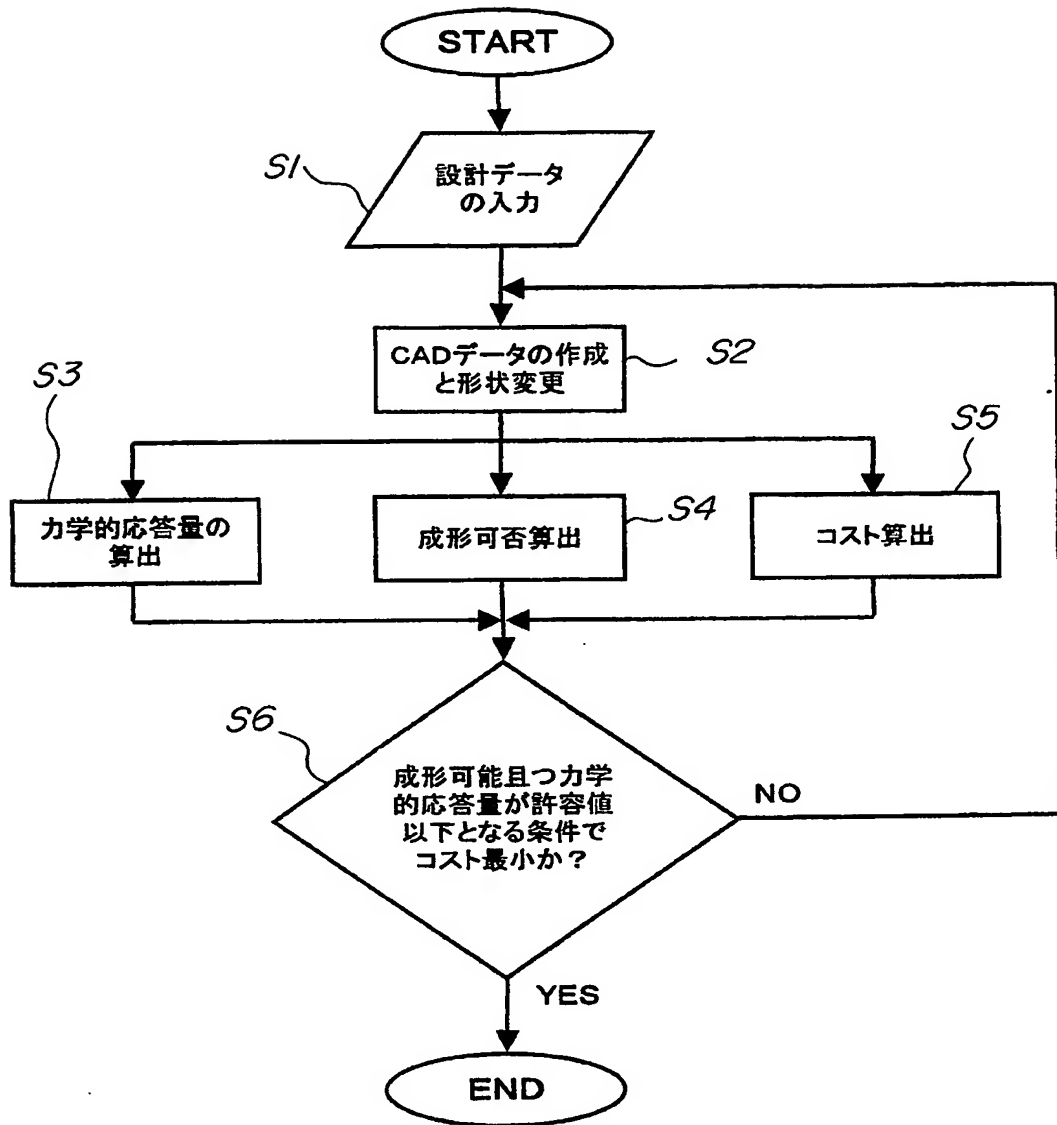 START
S1
設計データ
の入力
CADデータの作成
と形状変更
S2
S3
力学的応答量の
算出
成形可否算出
S4
S5
コスト算出
S6
成形可能且つ力学
的応答量が許容値
以下となる条件で
コスト最小か?
NO
YES
END